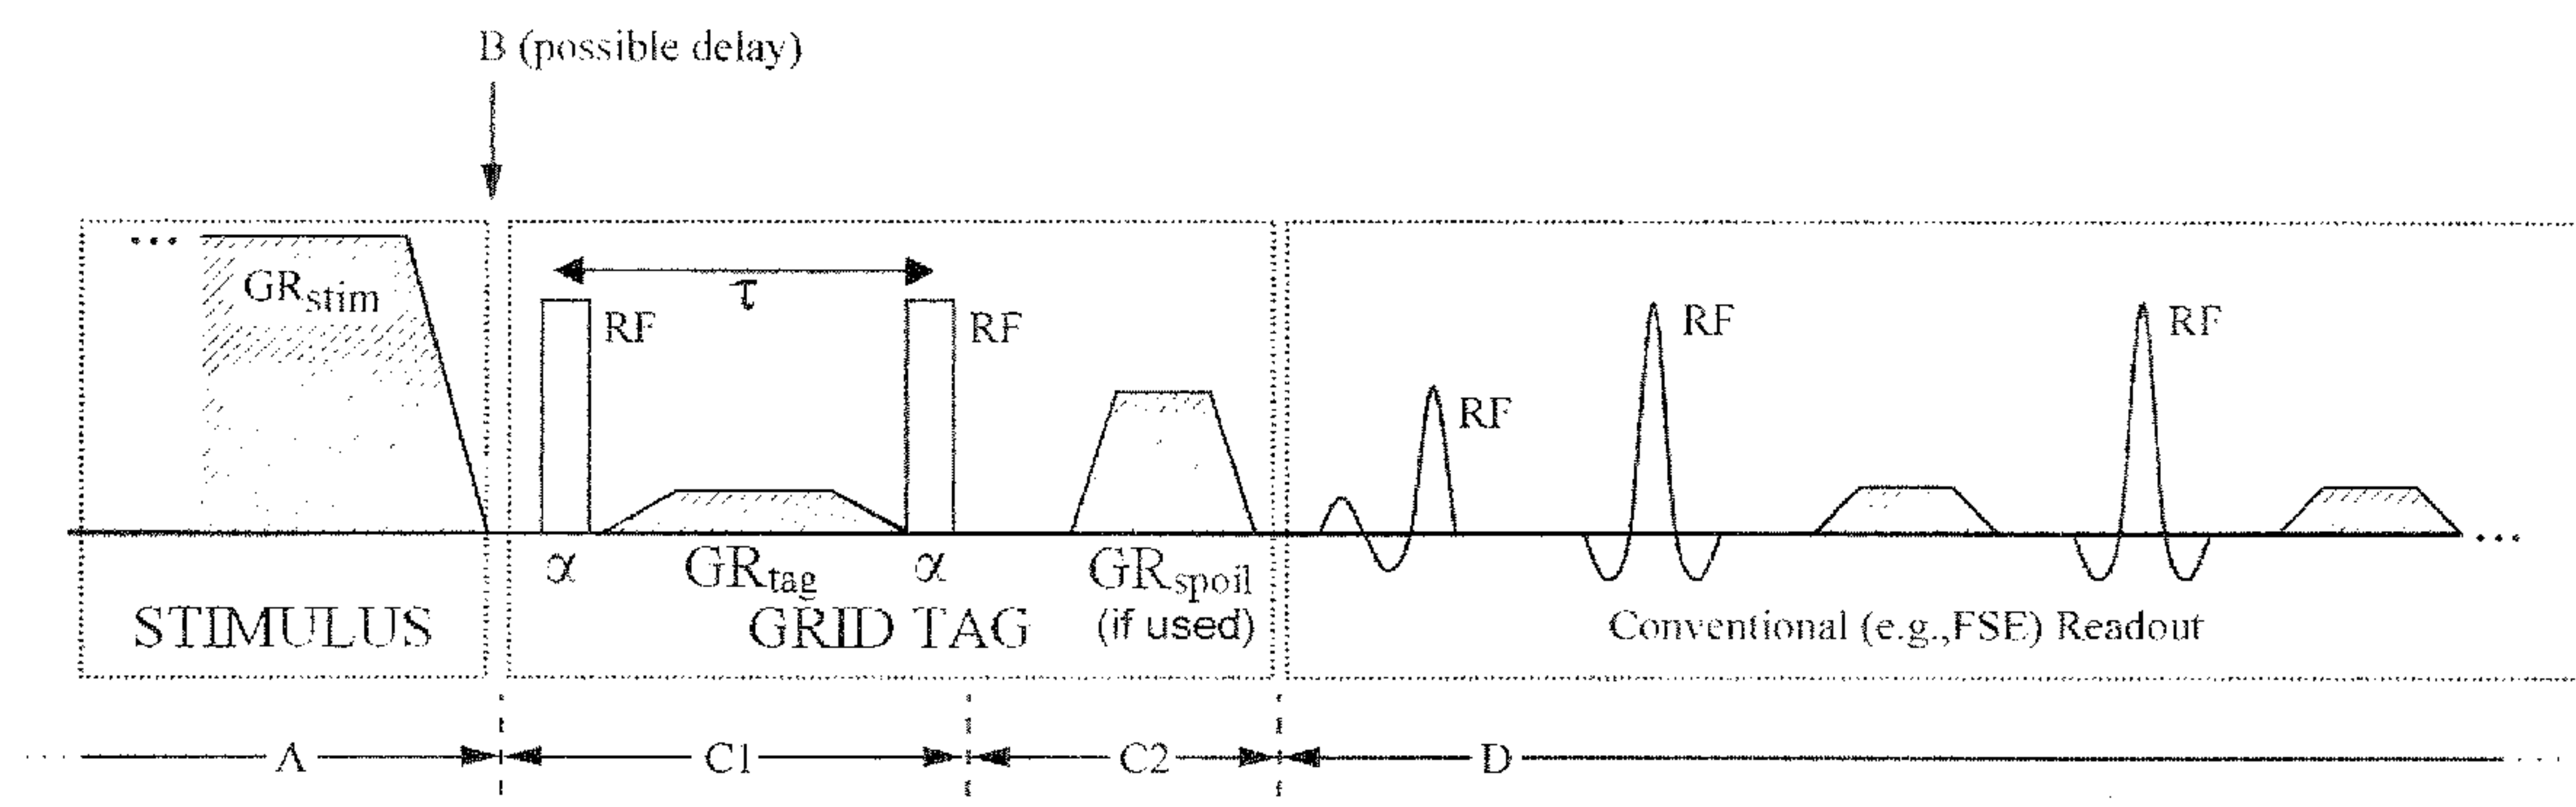 B (possible delay)
...
GRstim
τ
RF
RF
RF
RF
RF
α
GRtag
α
GRspoil
(if used)
...
STIMULUS
GRID TAG
Conventional (e.g.,FSE) Readout
A
C1
C2
D